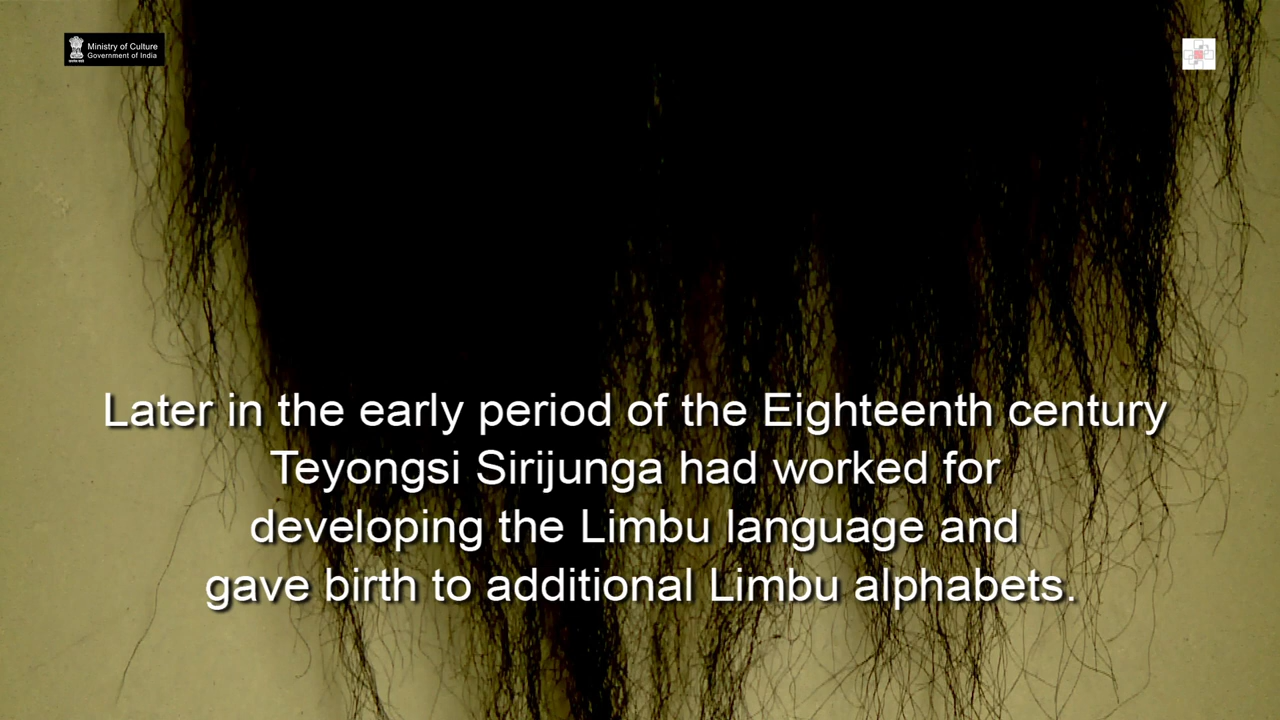 Ministry of Culture
Government of India
Later in the early period of the Eighteenth century
Teyongsi Sirijunga had worked for
developing the Limbu language and
gave birth to additional Limbu alphabets.